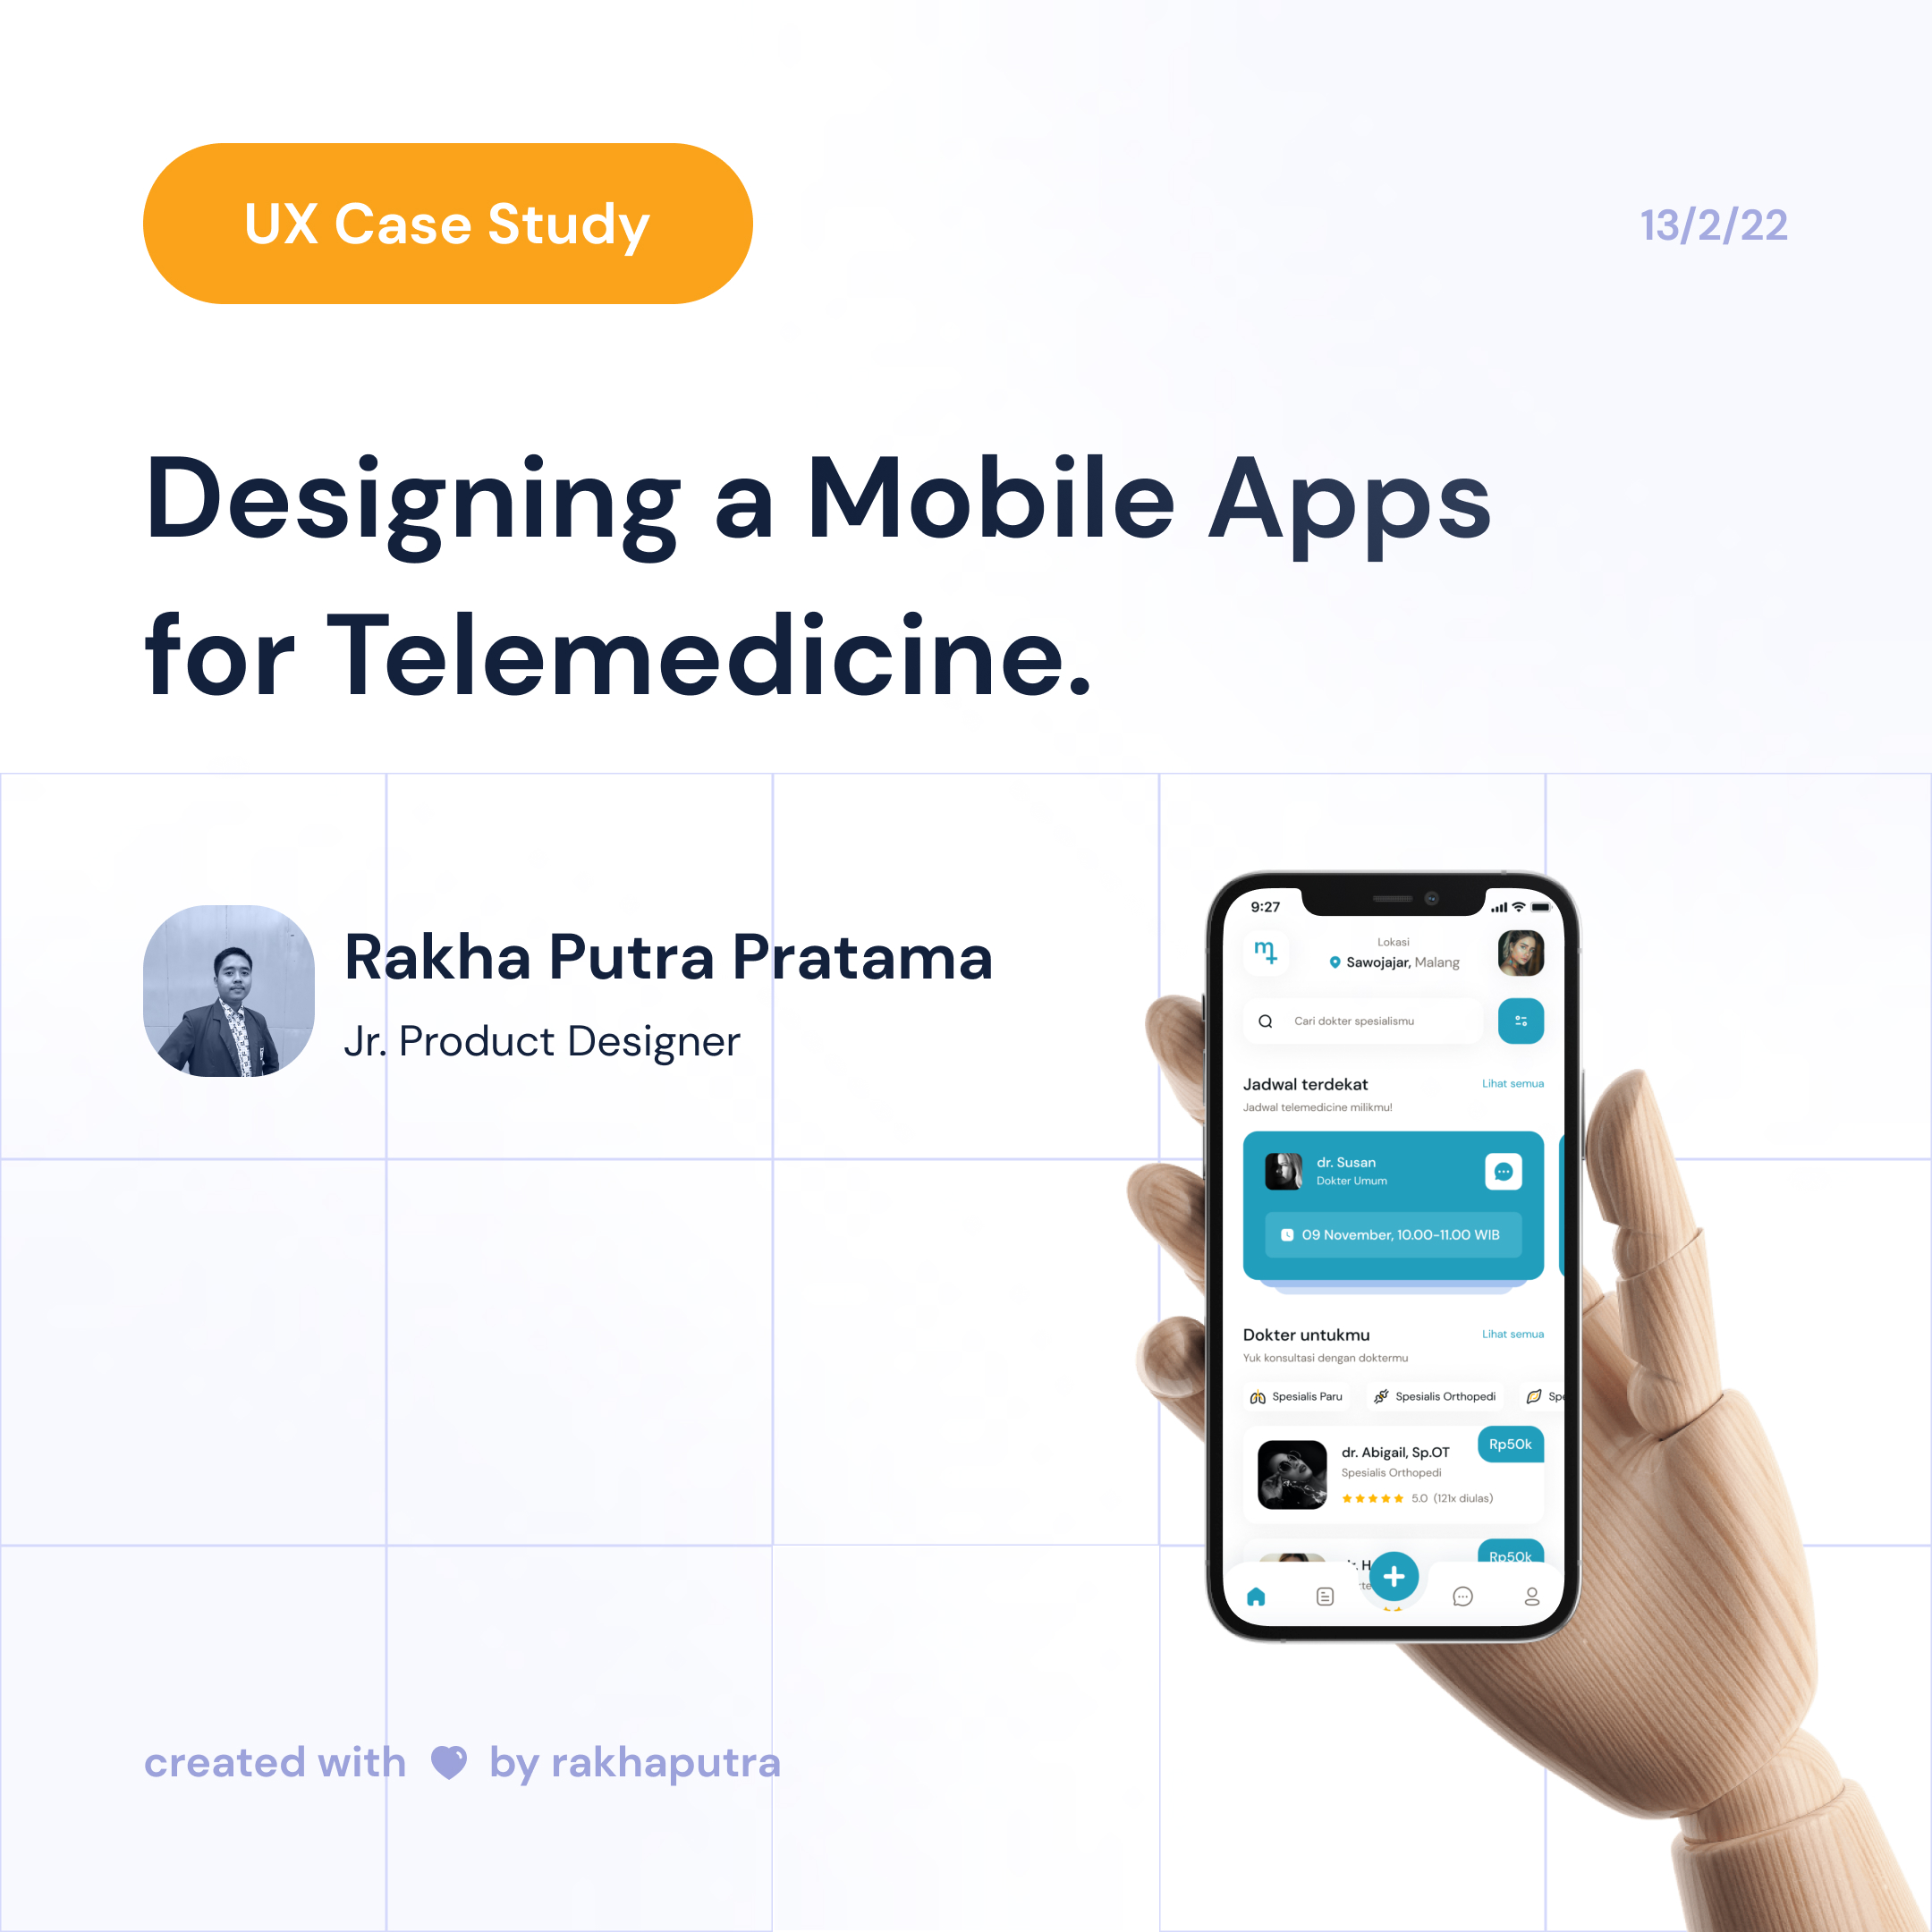 UX Case Study
13/2/22
Designing a Mobile Apps
for Telemedicine.
Rakha Putra Pratama
Jr. Product Designer
9:27
Lokasi
Sawojajar, Malang
Cari dokter spesialismu
Jadwal terdekat
Lihat semua
Jadwal telemedicine milikmu!
dr. Susan
Dokter Umum
09 November, 10.00-11.00 WIB
Dokter untukmu
Lihat semua
Yuk konsultasi dengan doktermu
Spesialis Paru
Spesialis Orthopedi
dr. Abigail, Sp.OT
Rp50k
Spesialis Orthopedi
5.0 (121x diulas)
Rp50k
created with by rakhaputra